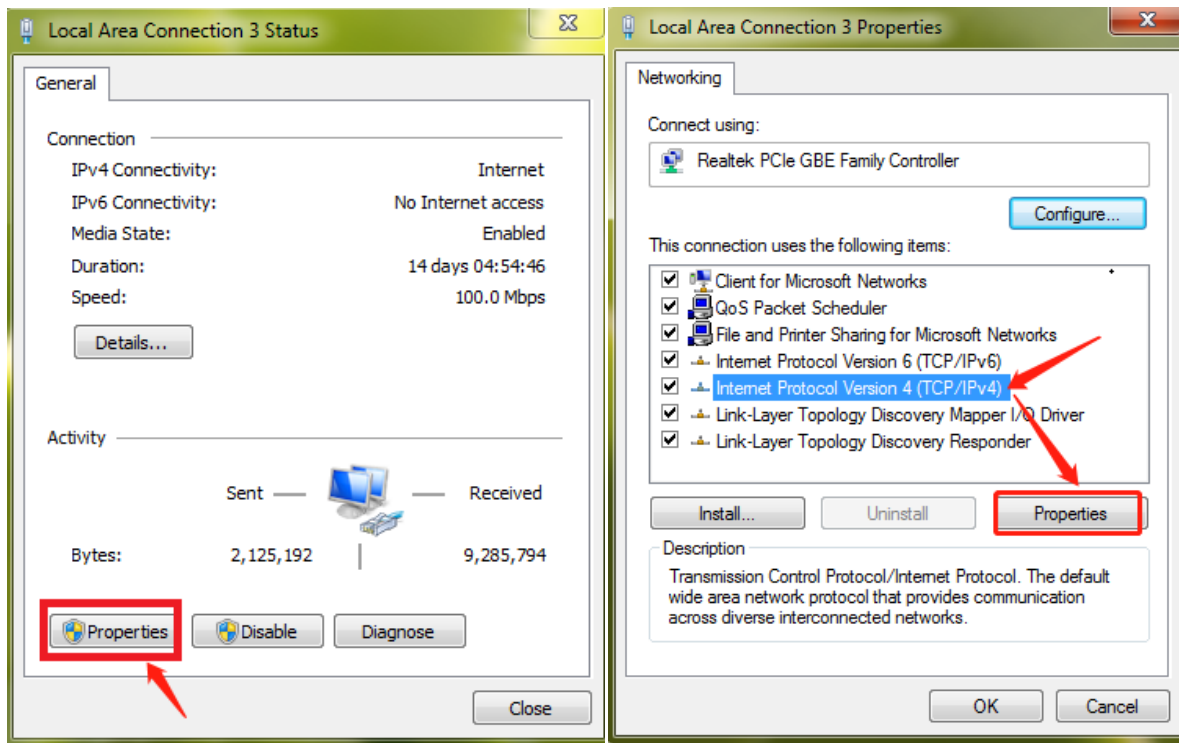 Local Area Connection 3 Status
General
Connection
IPv4 Connectivity: Internet
IPv6 Connectivity: No Internet access
Media State: Enabled
Duration: 14 days 04:54:46
Speed: 100.0 Mbps
Details...
Activity
Sent Received
Bytes: 2,125,192 9,285,794
Properties Disable Diagnose
Close
Local Area Connection 3 Properties
Networking
Connect using:
Realtek PCIe GBE Family Controller
Configure...
This connection uses the following items:
Client for Microsoft Networks
QoS Packet Scheduler
File and Printer Sharing for Microsoft Networks
Internet Protocol Version 6 (TCP/IPv6)
Internet Protocol Version 4 (TCP/IPv4)
Link-Layer Topology Discovery Mapper I/O Driver
Link-Layer Topology Discovery Responder
Install... Uninstall Properties
Description
Transmission Control Protocol/Internet Protocol. The default
wide area network protocol that provides communication
across diverse interconnected networks.
OK Cancel